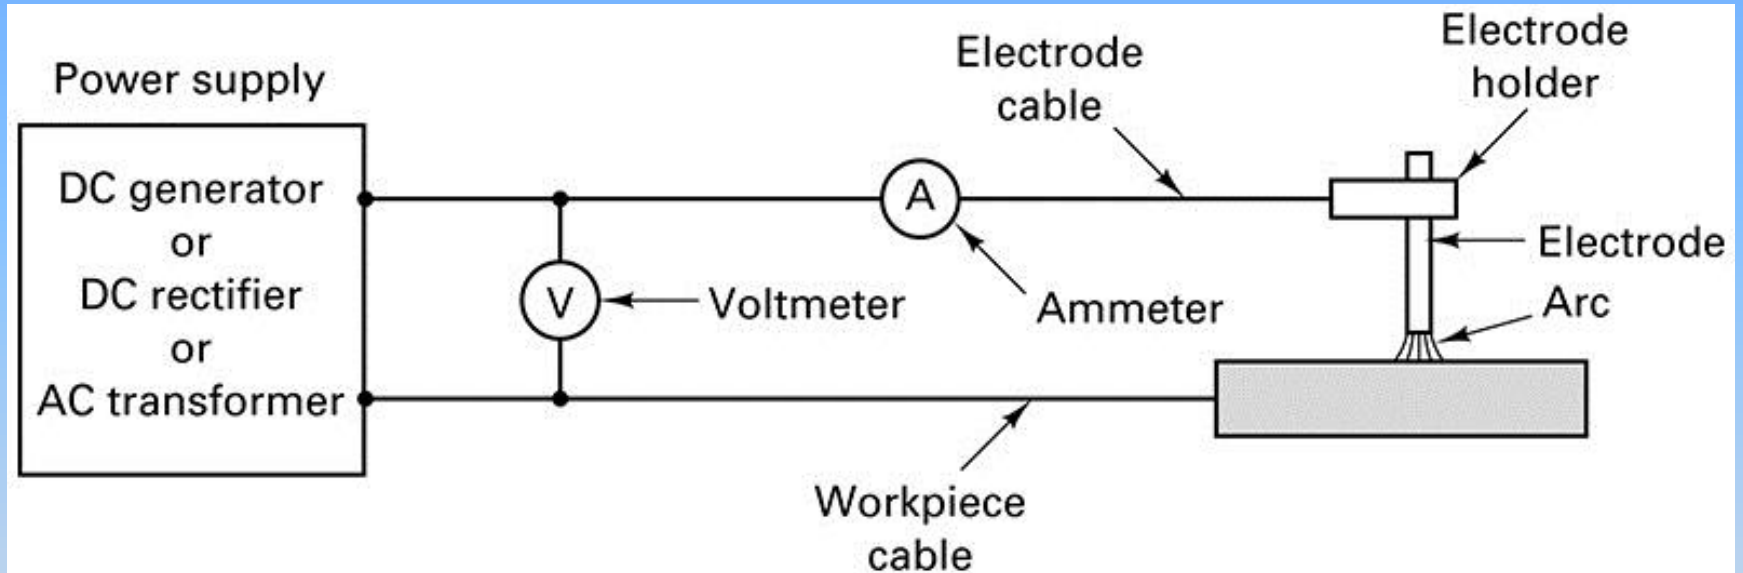 Power supply
DC generator
or
DC rectifier
or
AC transformer
V
Voltmeter
A
Ammeter
Electrode
cable
Electrode
holder
Electrode
Arc
Workpiece
cable